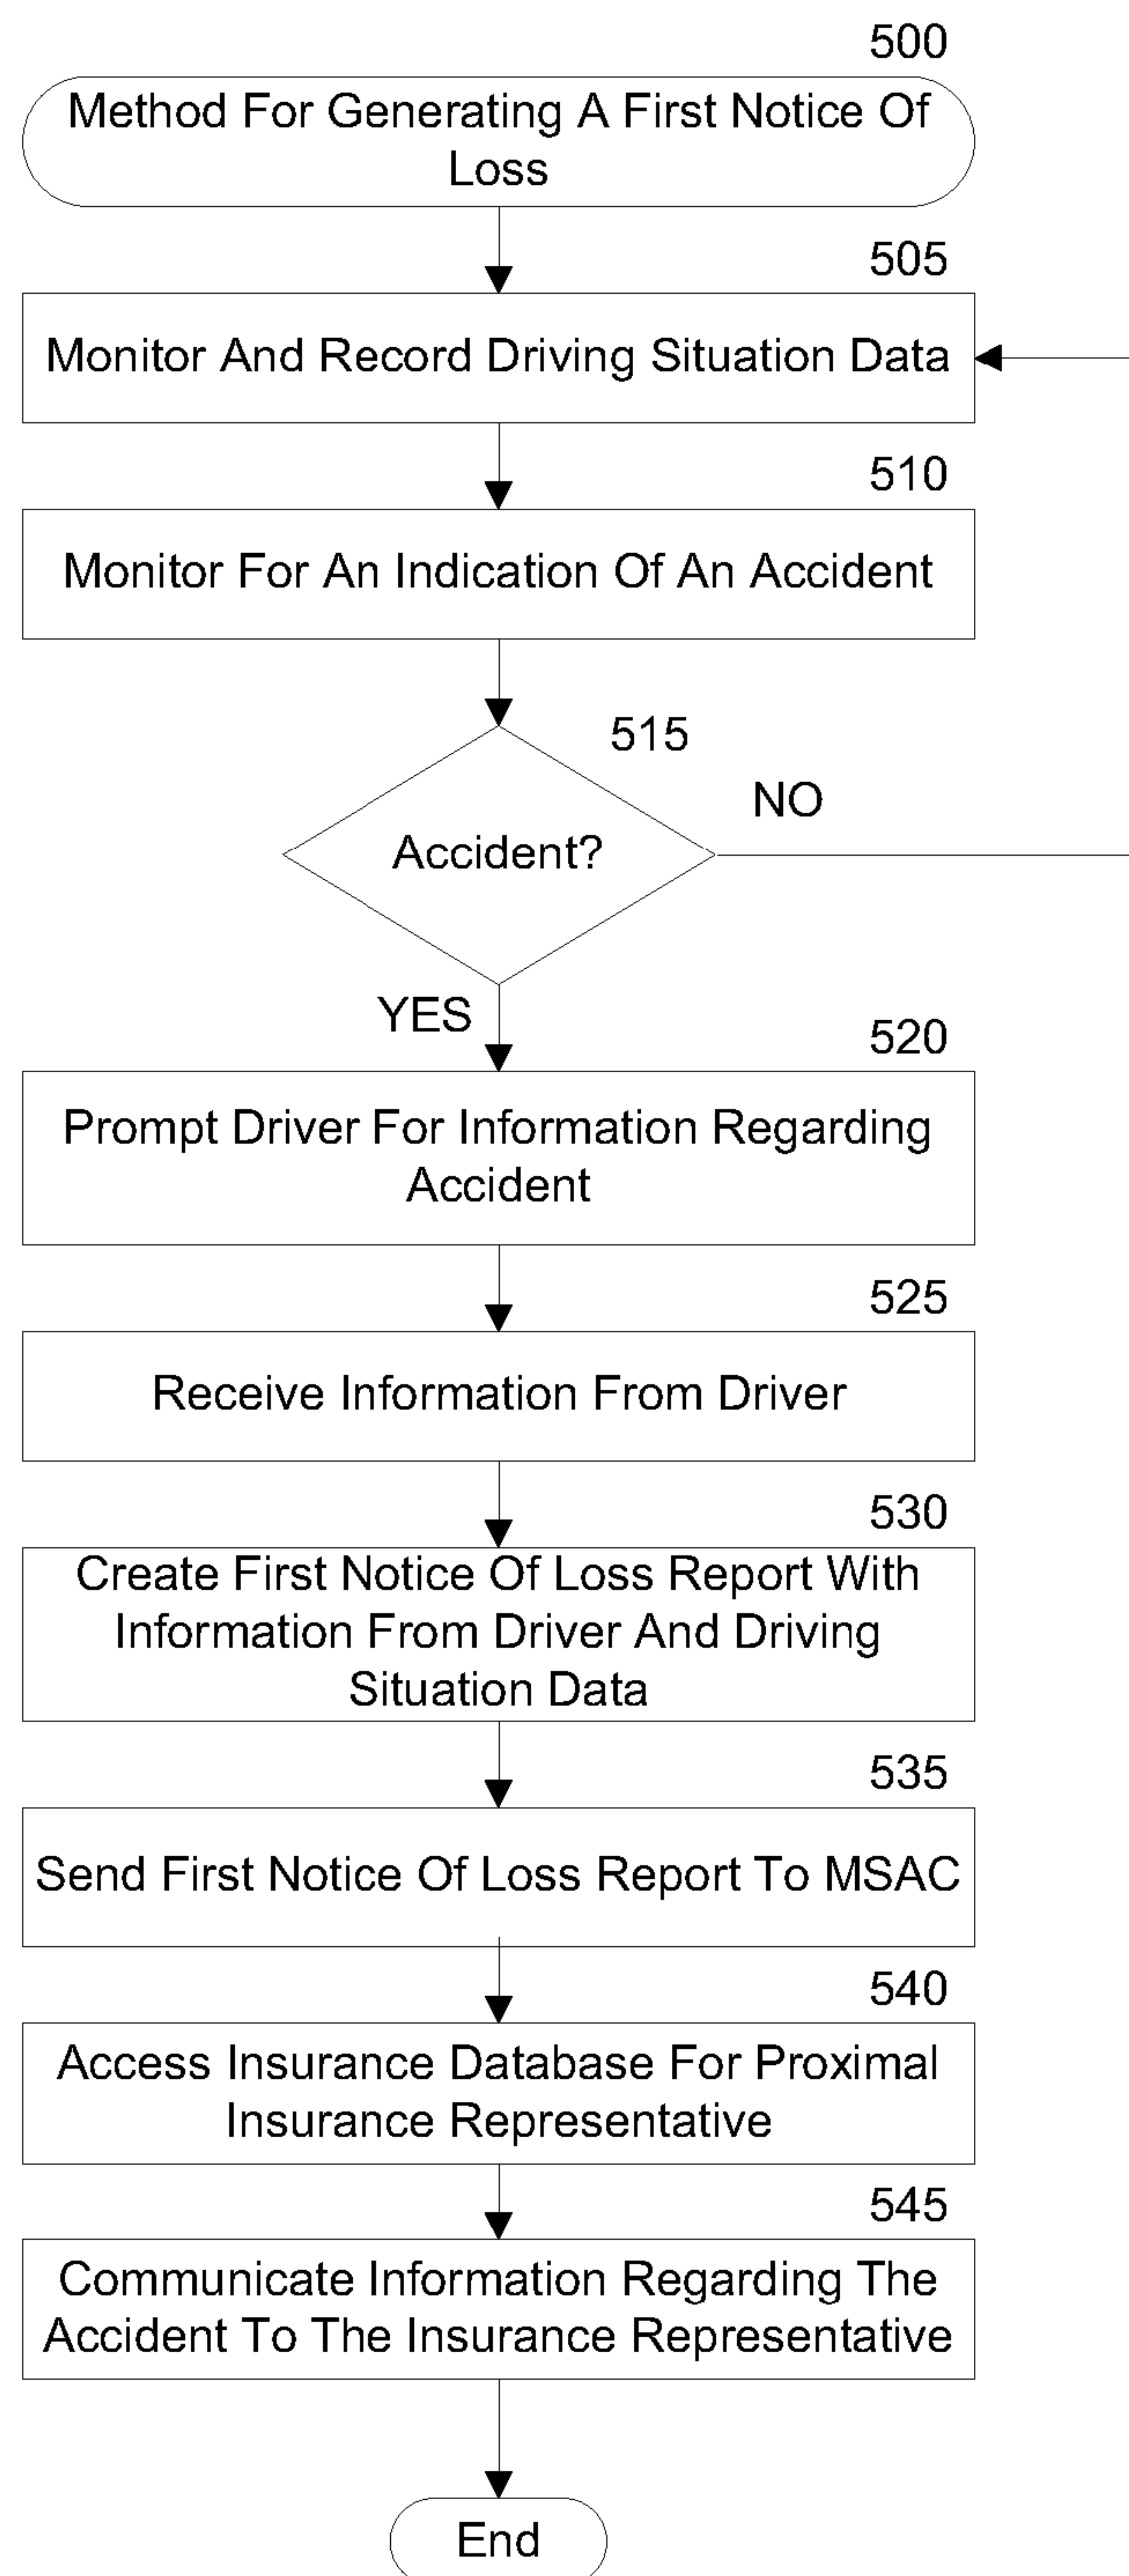 500
Method For Generating A First Notice Of
Loss
505
Monitor And Record Driving Situation Data
510
Monitor For An Indication Of An Accident
515
NO
Accident?
YES
520
Prompt Driver For Information Regarding
Accident
525
Receive Information From Driver
530
Create First Notice Of Loss Report With
Information From Driver And Driving
Situation Data
535
Send First Notice Of Loss Report To MSAC
540
Access Insurance Database For Proximal
Insurance Representative
545
Communicate Information Regarding The
Accident To The Insurance Representative
End